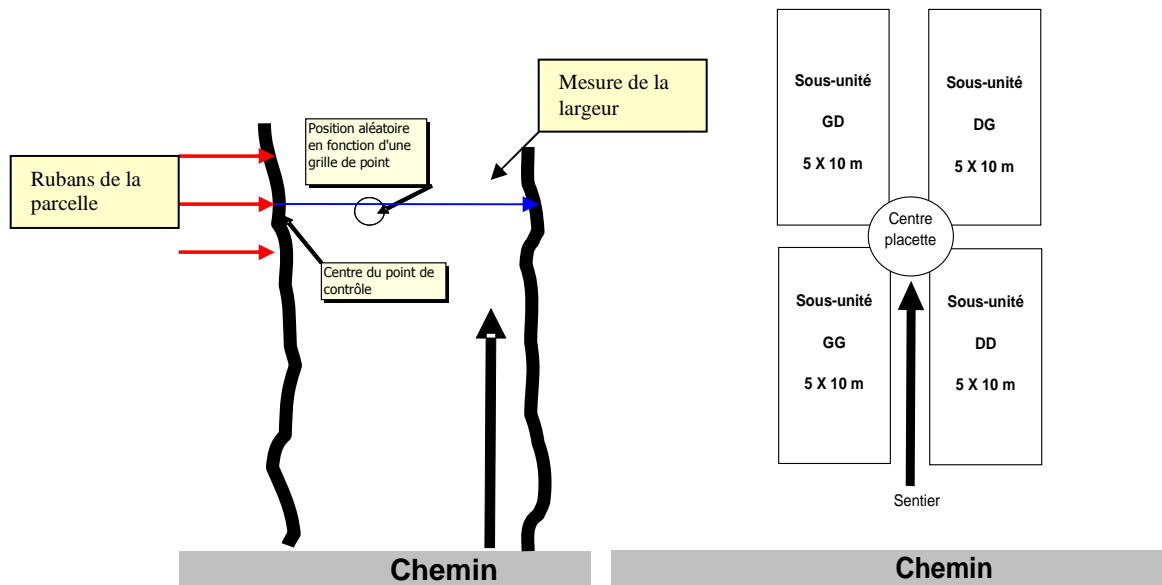 Rubans de la
parcelle
Position aléatoire
en fonction d'une
grille de point
Mesure de la
largeur
Centre du point de
contrôle
Chemin
Sous-unité
GD
5 X 10 m
Sous-unité
DG
5 X 10 m
Centre
placette
Sous-unité
GG
5 X 10 m
Sous-unité
DD
5 X 10 m
Sentier
Chemin